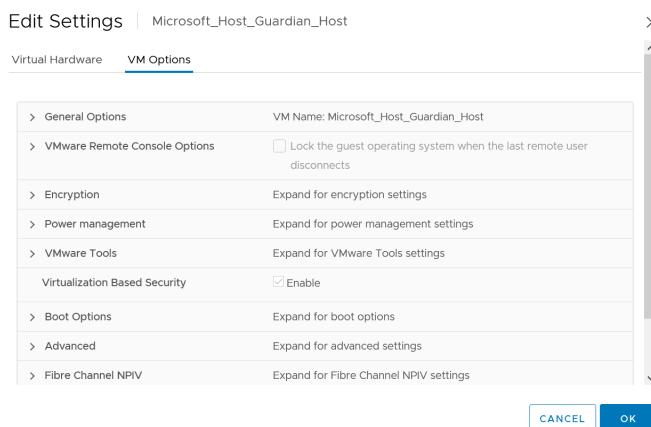 Edit Settings Microsoft_Host_Guardian_Host
Virtual Hardware VM Options
General Options VM Name: Microsoft_Host_Guardian_Host
VMware Remote Console Options Lock the guest operating system when the last remote user
disconnects
Encryption Expand for encryption settings
Power management Expand for power management settings
VMware Tools Expand for VMware Tools settings
Virtualization Based Security Enable
Boot Options Expand for boot options
Advanced Expand for advanced settings
Fibre Channel NPIV Expand for Fibre Channel NPIV settings
CANCEL OK